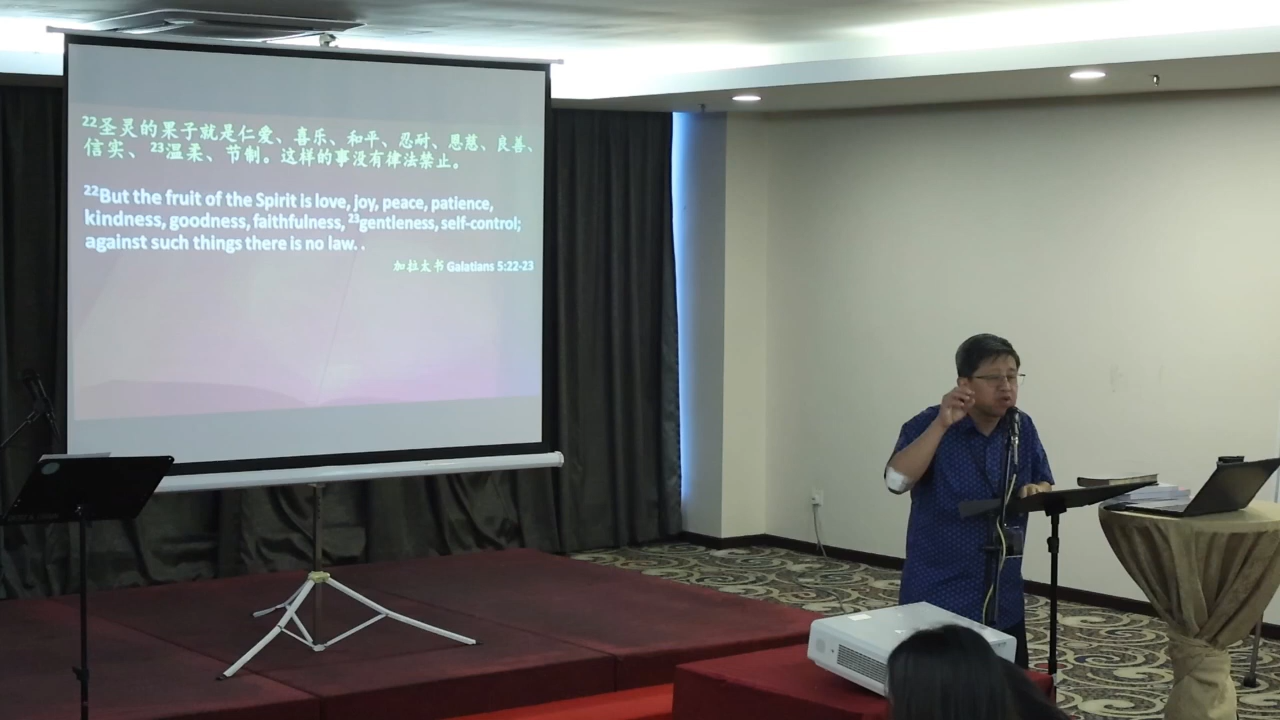 22圣灵的果子就是仁爱、喜乐、和平、忍耐、恩慈、良善、
信实、 23温柔、节制。这样的事没有律法禁止。
22But the fruit of the Spirit is love, joy, peace, patience,
kindness, goodness, faithfulness, 23gentleness, self-control;
against such things there is no law. .
加拉太书 Galatians 5:22-23